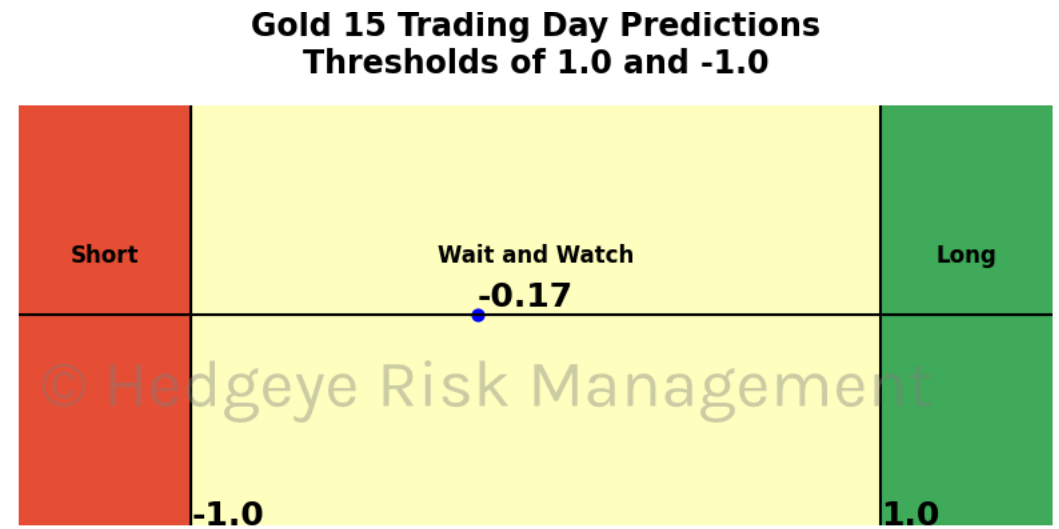 Gold 15 Trading Day Predictions
Thresholds of 1.0 and -1.0
Short
Wait and Watch
Long
-0.17
© Hedgeye Risk Management
-1.0
1.0